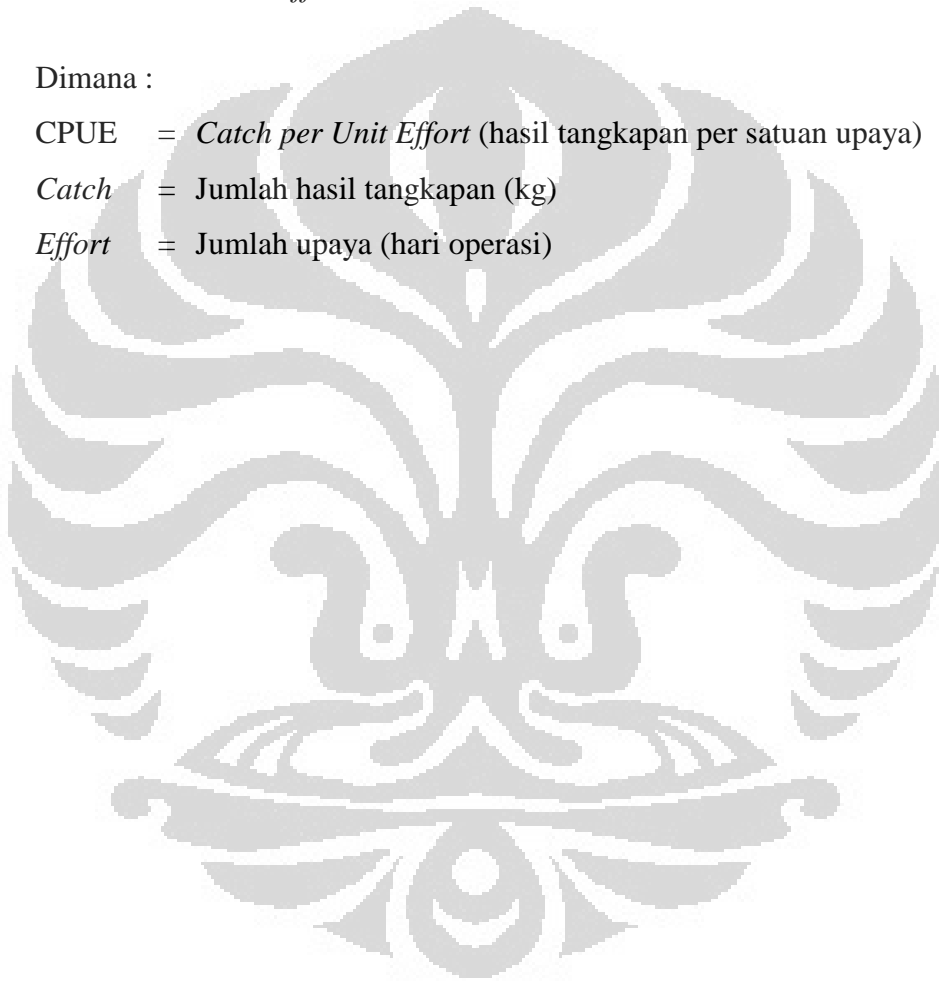 Dimana :
CPUE = Catch per Unit Effort (hasil tangkapan per satuan upaya)
Catch = Jumlah hasil tangkapan (kg)
Effort = Jumlah upaya (hari operasi)